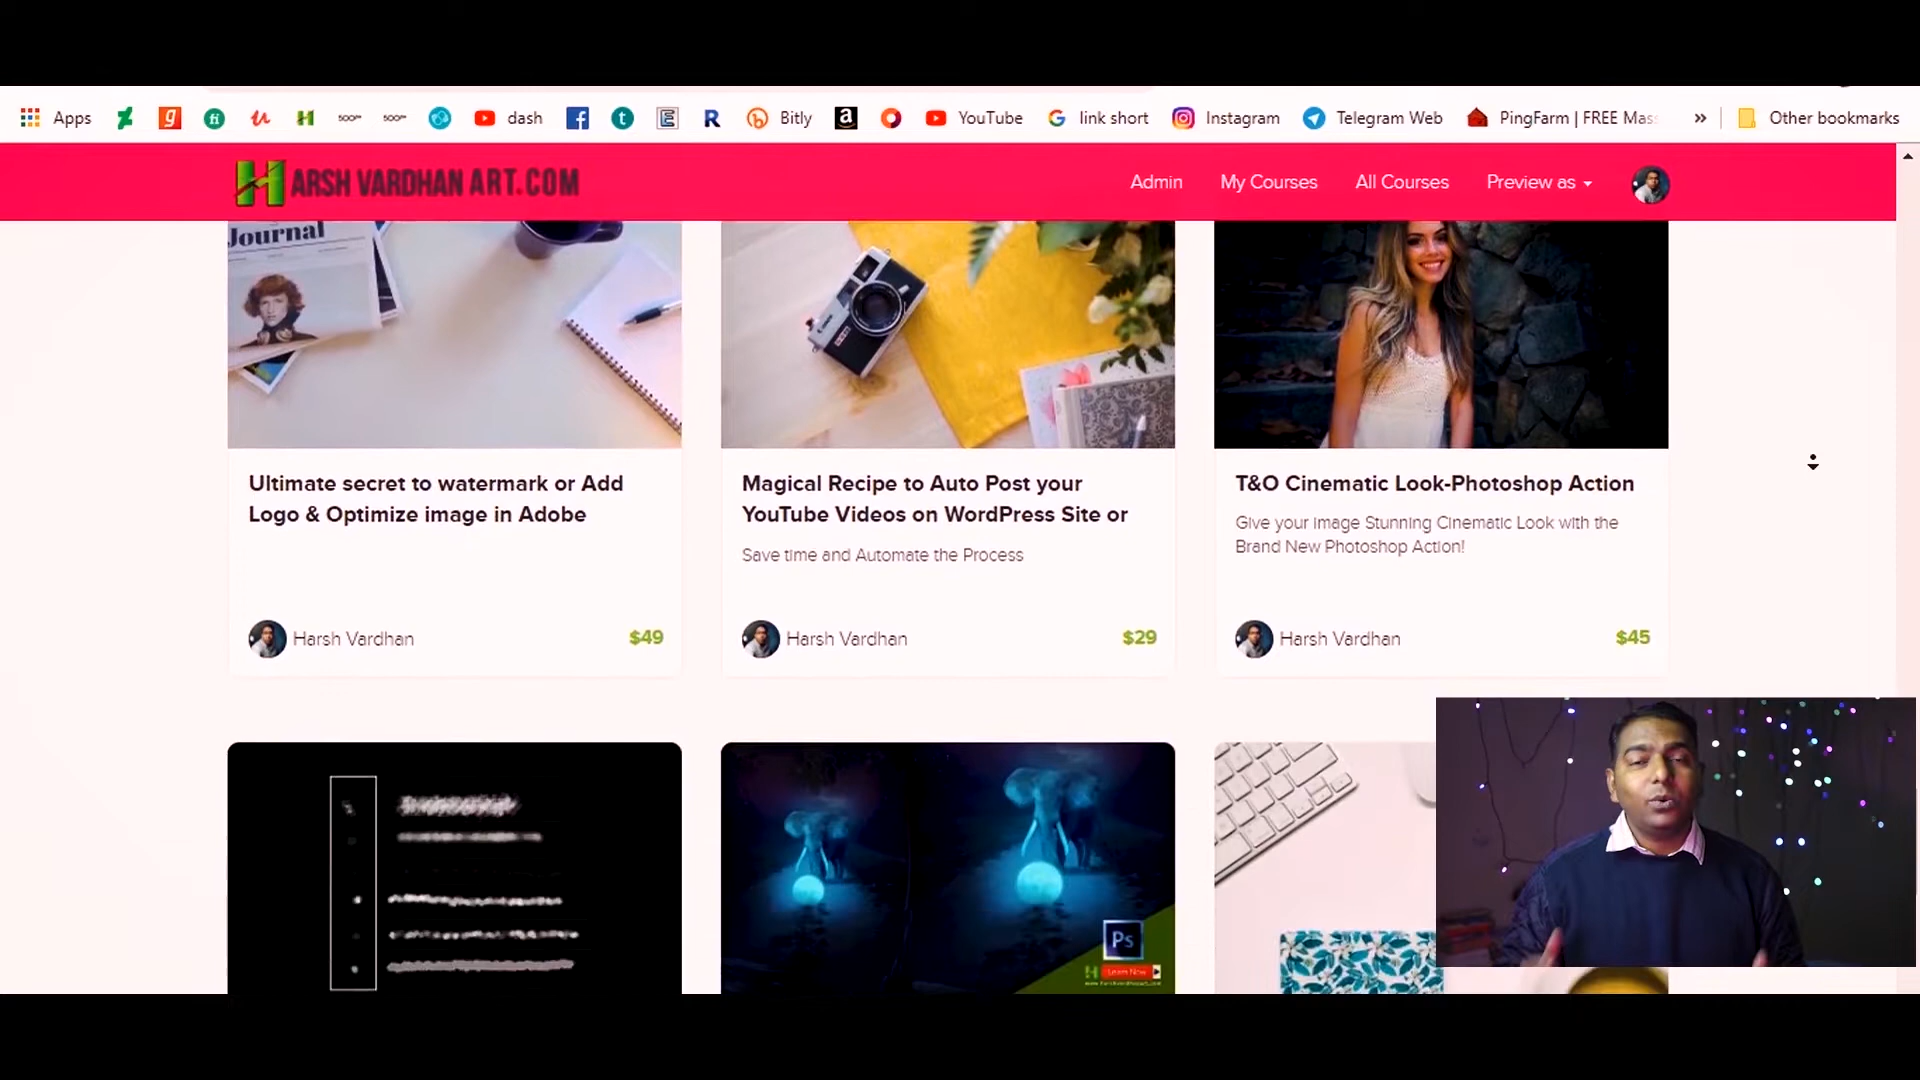 Apps
dash
Bitly
YouTube
link short
Instagram
Telegram Web
PingFarm | FREE Mas
Other bookmarks
HARSH VARDHAN ART.COM
Admin
My Courses
All Courses
Preview as
Journal
Ultimate secret to watermark or Add
Logo & Optimize image in Adobe
Harsh Vardhan
$49
Magical Recipe to Auto Post your
YouTube Videos on WordPress Site or
Save time and Automate the Process
Harsh Vardhan
$29
T&O Cinematic Look-Photoshop Action
Give your image Stunning Cinematic Look with the
Brand New Photoshop Action!
Harsh Vardhan
$45
Ps
Learn Now